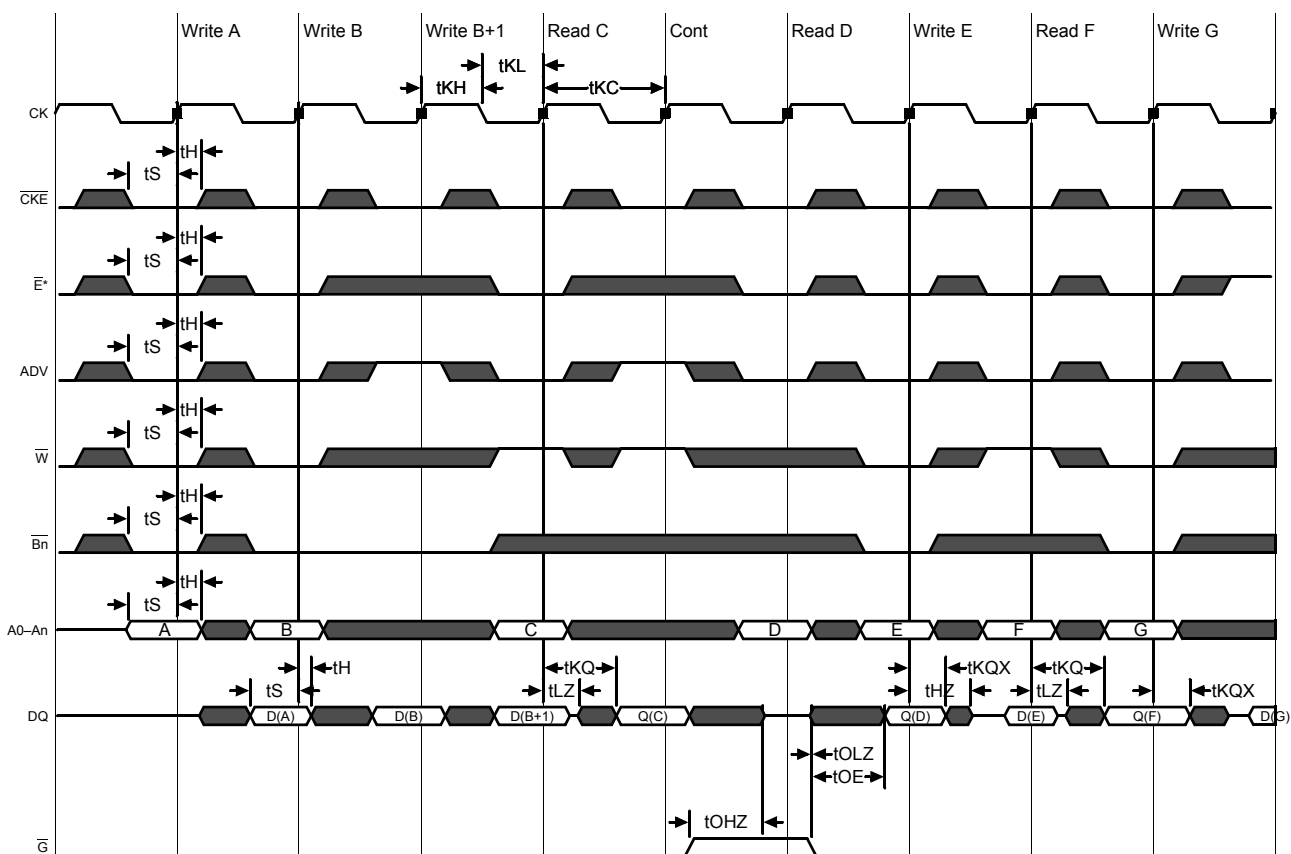 Write A Write B Write B+1 Read C Cont Read D Write E Read F Write G
tKL
tKH tKC
CK
tH
tS
CKE
tH
tS
E*
tH
tS
ADV
tH
tS
W
tH
tS
Bn
tH
tS
A0–An A B C D E F G
tH tKQ tKQX tKQ
tS tLZ tHZ tLZ tKQX
DQ D(A) D(B) D(B+1) Q(C) Q(D) D(E) Q(F) D(G)
tOLZ
tOE
tOHZ
G